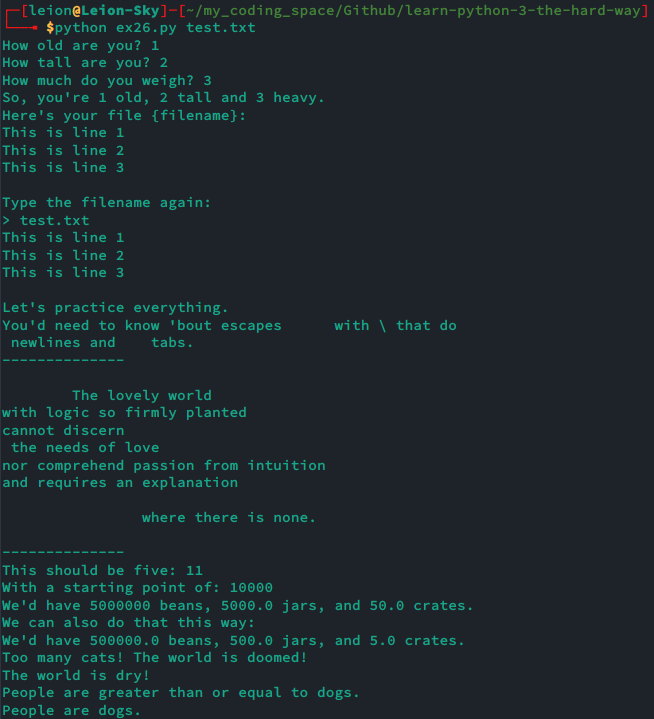 ┌─[leion@Leion-Sky]─[~/my_coding_space/Github/learn-python-3-the-hard-way]
└──╼ $python ex26.py test.txt
How old are you? 1
How tall are you? 2
How much do you weigh? 3
So, you're 1 old, 2 tall and 3 heavy.
Here's your file {filename}:
This is line 1
This is line 2
This is line 3

Type the filename again:
> test.txt
This is line 1
This is line 2
This is line 3

Let's practice everything.
You'd need to know 'bout escapes      with \ that do
 newlines and    tabs.
--------------

        The lovely world
with logic so firmly planted
cannot discern
 the needs of love
nor comprehend passion from intuition
and requires an explanation

                where there is none.

--------------
This should be five: 11
With a starting point of: 10000
We'd have 5000000 beans, 5000.0 jars, and 50.0 crates.
We can also do that this way:
We'd have 500000.0 beans, 500.0 jars, and 5.0 crates.
Too many cats! The world is doomed!
The world is dry!
People are greater than or equal to dogs.
People are dogs.